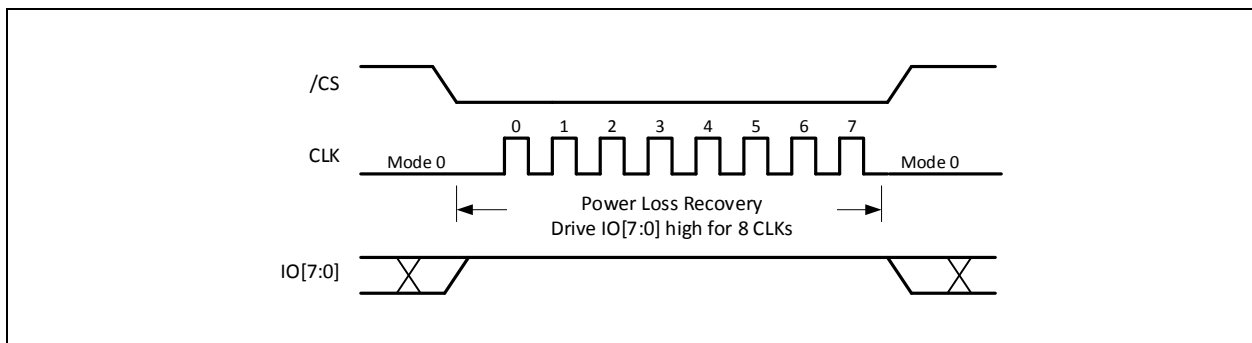 /CS
0 1 2 3 4 5 6 7
CLK
Mode 0 Mode 0
Power Loss Recovery
Drive IO[7:0] high for 8 CLKs
IO[7:0]